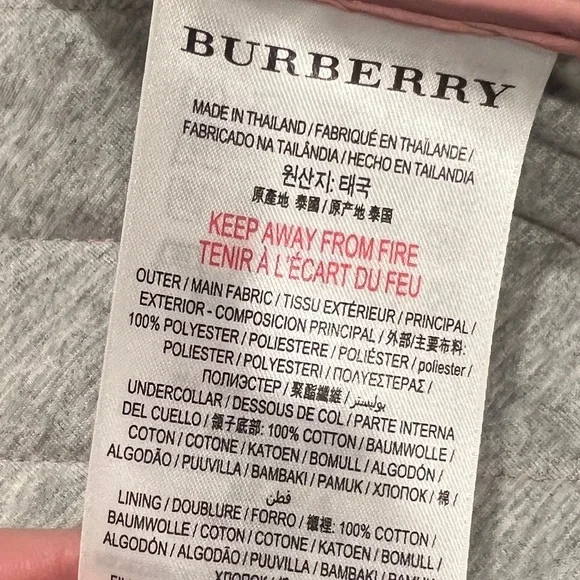 BURBERRY
MADE IN THAILAND / FABRIQUÉ EN THAÏLANDE /
FABRICADO NA TAILÂNDIA / HECHO EN TAILANDIA
원산지: 태국
原產地 泰國 / 原产地 泰国
KEEP AWAY FROM FIRE
TENIR À L'ÉCART DU FEU
OUTER / MAIN FABRIC / TISSU EXTÉRIEUR / PRINCIPAL /
EXTERIOR - COMPOSICION PRINCIPAL / 外部/主要布料:
100% POLYESTER / POLIESTERE / POLIÉSTER / poliester /
POLIESTER / POLYESTERI / ΠΟΛΥΕΣΤΕΡΑΣ /
ПОЛИЭСТЕР / 聚酯纖維 / بوليستر /
UNDERCOLLAR / DESSOUS DE COL / PARTE INTERNA
DEL CUELLO / 領子底部: 100% COTTON / BAUMWOLLE /
COTON / COTONE / KATOEN / BOMULL / ALGODÓN /
ALGODÃO / PUUVILLA / BAMBAKI / PAMUK / ХЛОПОК / 棉 /
قطن
LINING / DOUBLURE / FORRO / 襯裡: 100% COTTON /
BAUMWOLLE / COTON / COTONE / KATOEN / BOMULL /
ALGODÓN / ALGODÃO / PUUVILLA / BAMBAKI /